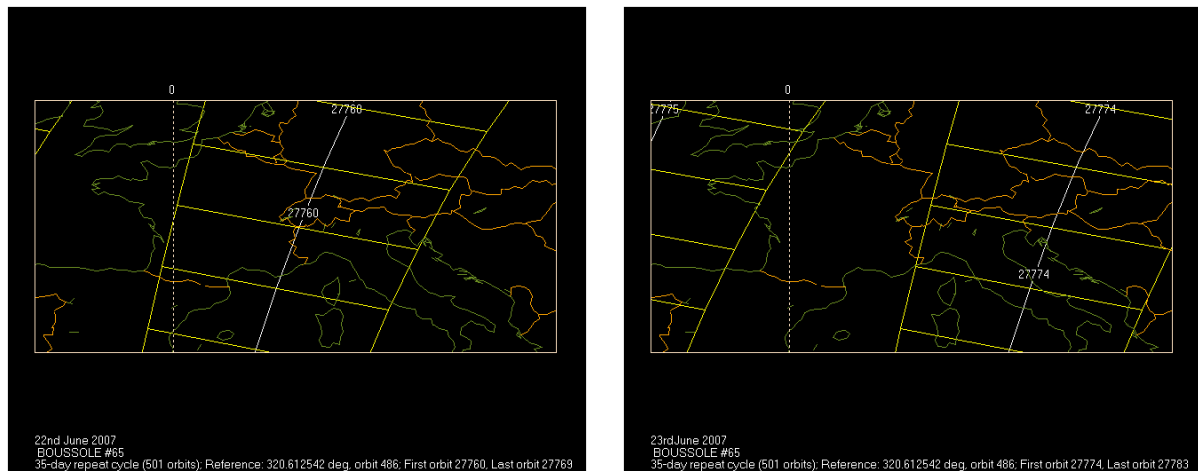 0
27760
27760
22nd June 2007
BOUSSOLE #65
35-day repeat cycle (501 orbits); Reference: 320.612542 deg, orbit 486; First orbit 27760, Last orbit 27769
0
27775
27774
27774
23rdJune 2007
BOUSSOLE #65
35-day repeat cycle (501 orbits); Reference: 320.612542 deg, orbit 486; First orbit 27774, Last orbit 27783